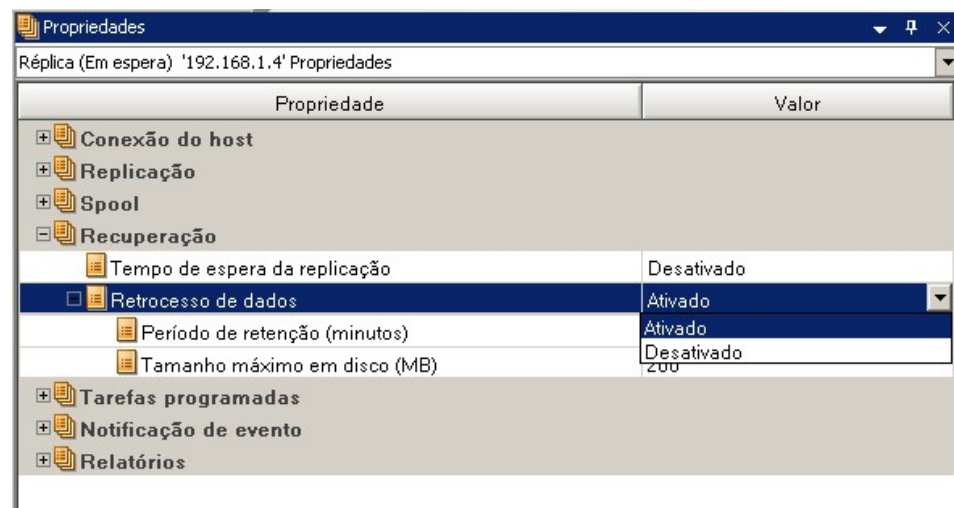 Propriedades
Réplica (Em espera) '192.168.1.4' Propriedades
Propriedade Valor
Conexão do host
Replicação
Spool
Recuperação
Tempo de espera da replicação Desativado
Retrocesso de dados Ativado
Período de retenção (minutos) Ativado
Desativado
Tamanho máximo em disco (MB) 200
Tarefas programadas
Notificação de evento
Relatórios